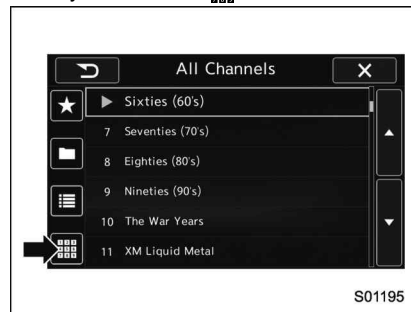 All Channels
Sixties (60's)
7 Seventies (70's)
8 Eighties (80's)
9 Nineties (90's)
10 The War Years
11 XM Liquid Metal
S01195